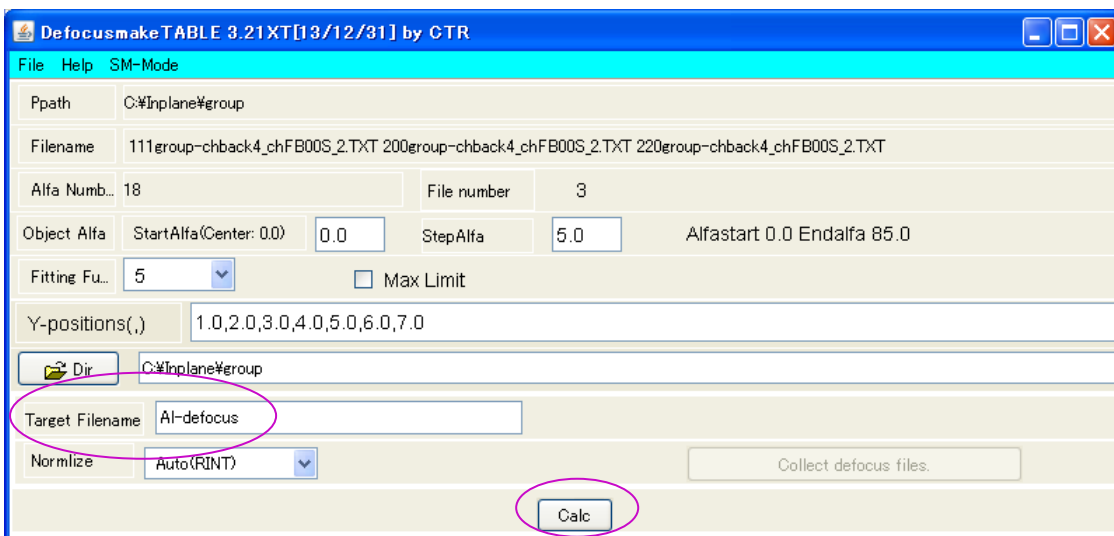 DefocusmakeTABLE 3.21XT[13/12/31] by CTR
File Help SM-Mode
Ppath C:¥Inplane¥group
Filename 111group-chback4_chFB00S_2.TXT 200group-chback4_chFB00S_2.TXT 220group-chback4_chFB00S_2.TXT
Alfa Numb... 18 File number 3
Object Alfa StartAlfa(Center: 0.0) 0.0 StepAlfa 5.0 Alfastart 0.0 Endalfa 85.0
Fitting Fu... 5 Max Limit
Y-positions(,) 1.0,2.0,3.0,4.0,5.0,6.0,7.0
Dir C:¥Inplane¥group
Target Filename Al-defocus
Normlize Auto(RINT) Collect defocus files.
Calc